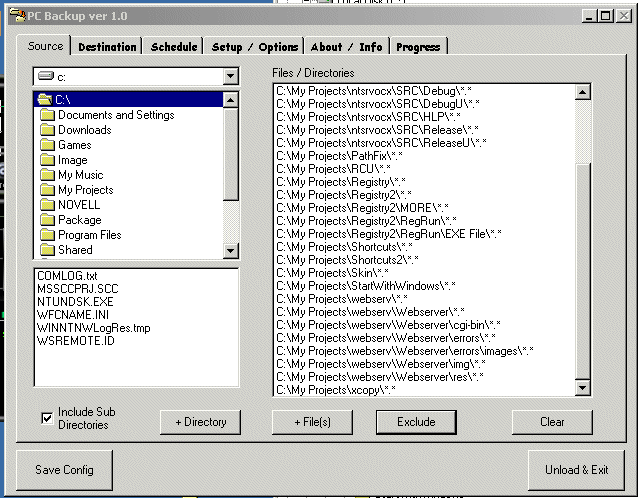 PC Backup ver 1.0
Source
Destination
Schedule
Setup / Options
About / Info
Progress
c:
C:\
Documents and Settings
Downloads
Games
Image
My Music
My Projects
NOVELL
Package
Program Files
Shared
COMLOG.txt
MSSCCPRJ.SCC
NTUNDSK.EXE
WFCNAME.INI
WINNTNWLogRes.tmp
WSREMOTE.ID
Include Sub
Directories
+ Directory
Files / Directories
C:\My Projects\ntsrvocx\SRC\Debug\*.*
C:\My Projects\ntsrvocx\SRC\DebugU\*.*
C:\My Projects\ntsrvocx\SRC\HLP\*.*
C:\My Projects\ntsrvocx\SRC\Release\*.*
C:\My Projects\ntsrvocx\SRC\ReleaseU\*.*
C:\My Projects\PathFix\*.*
C:\My Projects\RCU\*.*
C:\My Projects\Registry\*.*
C:\My Projects\Registry2\*.*
C:\My Projects\Registry2\MORE\*.*
C:\My Projects\Registry2\RegRun\*.*
C:\My Projects\Registry2\RegRun\EXE File\*.*
C:\My Projects\Shortcuts\*.*
C:\My Projects\Shortcuts2\*.*
C:\My Projects\Skin\*.*
C:\My Projects\StartWithWindows\*.*
C:\My Projects\webserv\*.*
C:\My Projects\webserv\Webserver\*.*
C:\My Projects\webserv\Webserver\cgi-bin\*.*
C:\My Projects\webserv\Webserver\errors\*.*
C:\My Projects\webserv\Webserver\errors\images\*.*
C:\My Projects\webserv\Webserver\img\*.*
C:\My Projects\webserv\Webserver\res\*.*
C:\My Projects\xcopy\*.*
+ File(s)
Exclude
Clear
Save Config
Unload & Exit